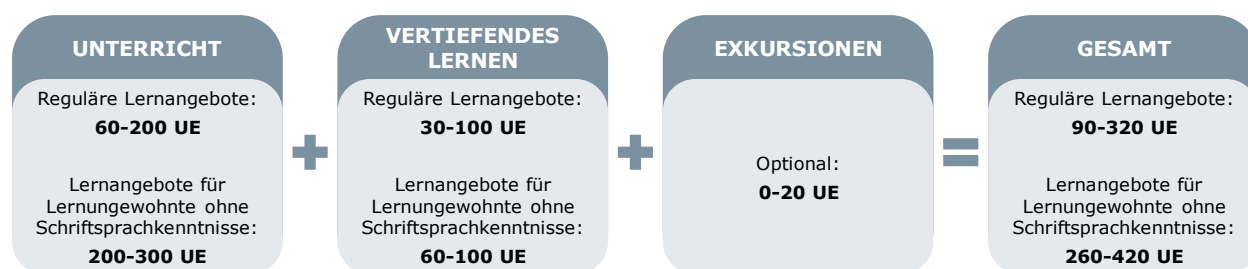 UNTERRICHT
Reguläre Lernangebote:
60-200 UE
Lernangebote für
Lernungewohnte ohne
Schriftsprachkenntnisse:
200-300 UE
VERTIEFENDES
LERNEN
Reguläre Lernangebote:
30-100 UE
Lernangebote für
Lernungewohnte ohne
Schriftsprachkenntnisse:
60-100 UE
EXKURSIONEN
Optional:
0-20 UE
GESAMT
Reguläre Lernangebote:
90-320 UE
Lernangebote für
Lernungewohnte ohne
Schriftsprachkenntnisse:
260-420 UE